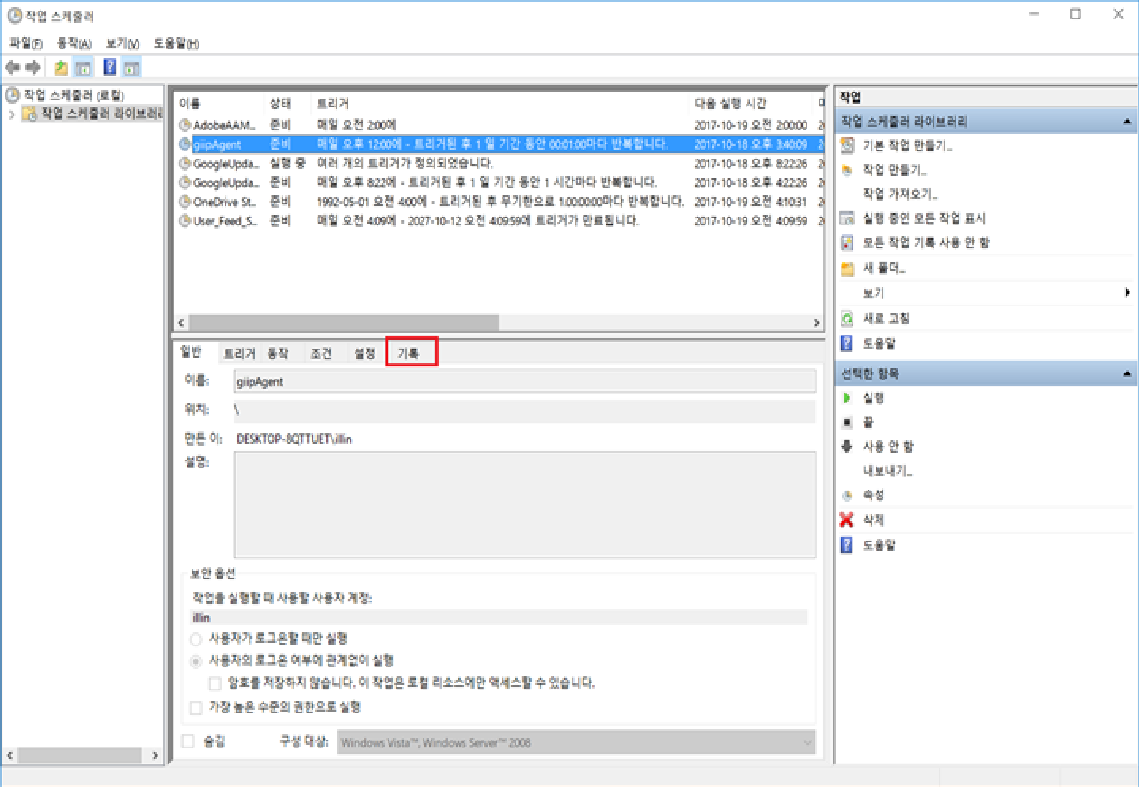 작업 스케줄러
파일(F) 동작(A) 보기(V) 도움말(H)
작업 스케줄러 (로컬)
작업 스케줄러 라이브러리
이름 상태 트리거 다음 실행 시간
AdobeAAM... 준비 매일 오전 2:00에 2017-10-19 오전 2:00:00
giipAgent 준비 매일 오후 12:00에 - 트리거된 후 1 일 기간 동안 00:01:00마다 반복합니다. 2017-10-18 오후 3:40:09
GoogleUpda... 실행 중 여러 개의 트리거가 정의되었습니다. 2017-10-18 오후 8:22:26
GoogleUpda... 준비 매일 오후 8:22에 - 트리거된 후 1 일 기간 동안 1 시간마다 반복합니다. 2017-10-18 오후 4:22:26
OneDrive St... 준비 1992-05-01 오전 4:00에 - 트리거된 후 무기한으로 1.00:00:00마다 반복합니다. 2017-10-19 오전 4:10:31
User_Feed_S... 준비 매일 오전 4:09에 - 2027-10-12 오전 4:09:59에 트리거가 만료됩니다. 2017-10-19 오전 4:09:59
일반 트리거 동작 조건 설정 기록
이름: giipAgent
위치: \
만든 이: DESKTOP-8QTTUET\illin
설명:
보안 옵션
작업을 실행할 때 사용할 사용자 계정:
illin
사용자가 로그온할 때만 실행
사용자의 로그온 여부에 관계없이 실행
암호를 저장하지 않습니다. 이 작업은 로컬 리소스에만 액세스할 수 있습니다.
가장 높은 수준의 권한으로 실행
숨김 구성 대상: Windows Vista™, Windows Server™ 2008
작업
작업 스케줄러 라이브러리
기본 작업 만들기...
작업 만들기...
작업 가져오기...
실행 중인 모든 작업 표시
모든 작업 기록 사용 안 함
새 폴더...
보기
새로 고침
도움말
선택한 항목
실행
끝
사용 안 함
내보내기...
속성
삭제
도움말